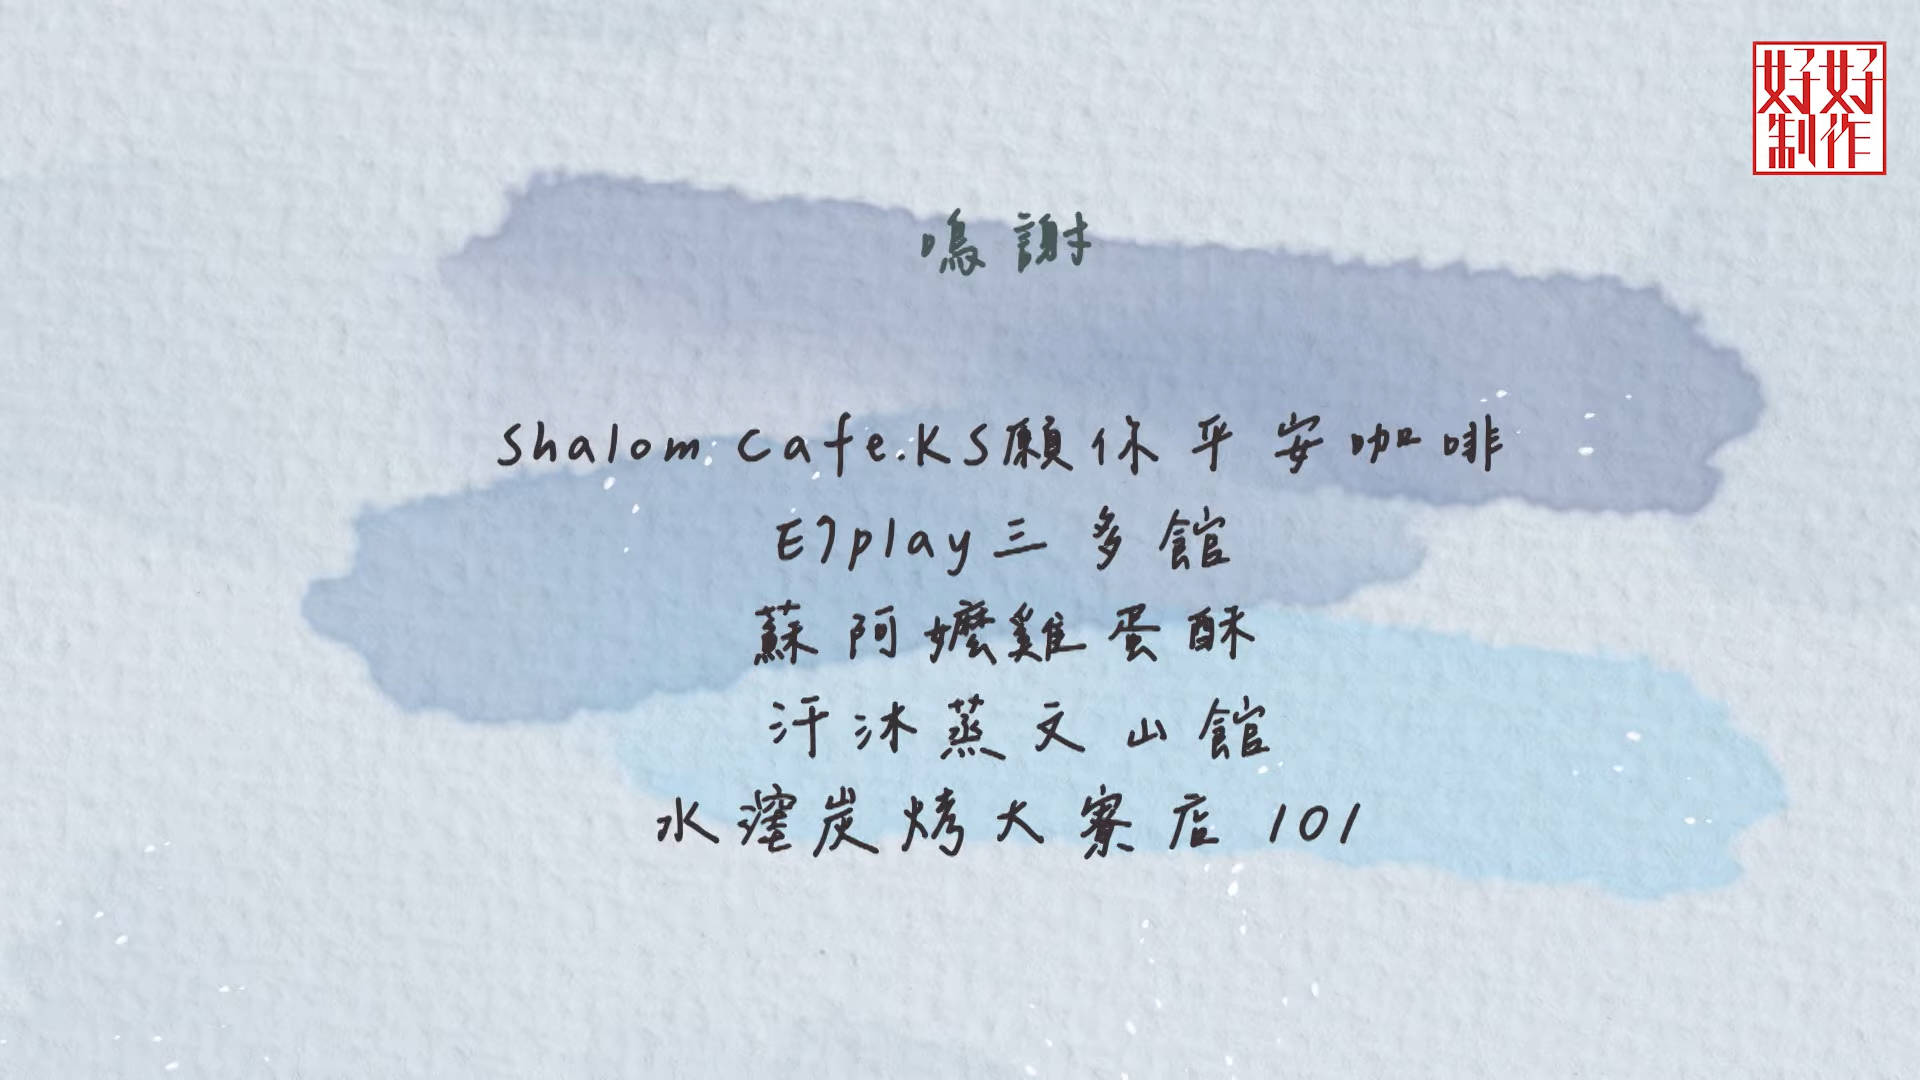 好好
制作
鳴謝
Shalom Cafe.KS願你平安咖啡
E7play三多館
蘇阿嬤雞蛋酥
汗沐蒸文山館
水窪炭烤大寮店101